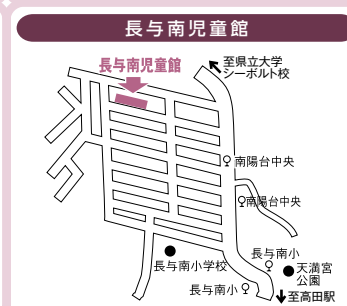 長与南児童館
長与南児童館
至県立大学
シーボルト校
南陽台中央
南陽台中央
長与南小学校
長与南小
天満宮
公園
長与南小
至高田駅